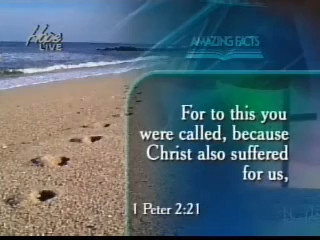 LIVE
AMAZING FACTS
For to this you
were called, because
Christ also suffered
for us,
1 Peter 2:21